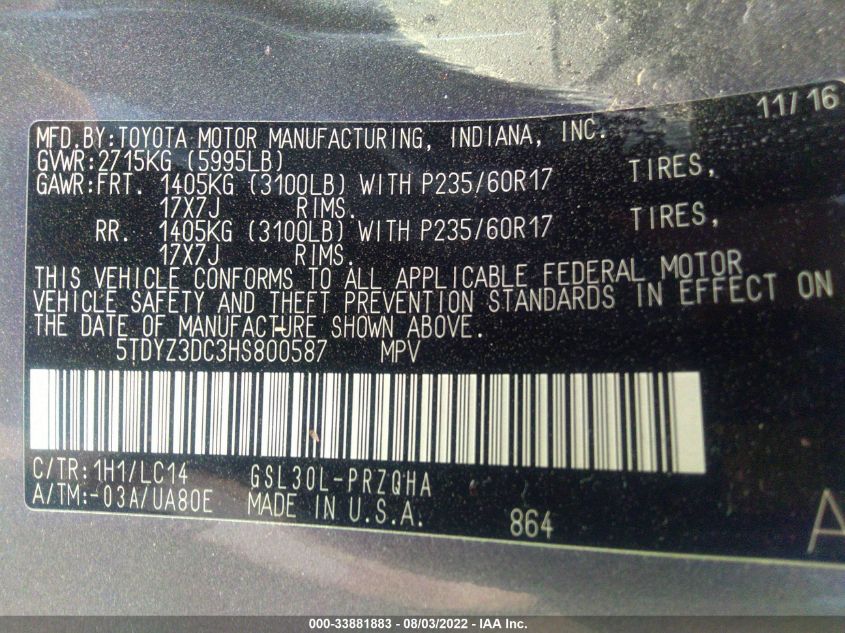 11/16
MFD.BY:TOYOTA MOTOR MANUFACTURING, INDIANA, INC.
GVWR:2715KG (5995LB)
GAWR:FRT. 1405KG (3100LB) WITH P235/60R17 TIRES,
17X7J RIMS.
RR. 1405KG (3100LB) WITH P235/60R17 TIRES,
17X7J RIMS.
THIS VEHICLE CONFORMS TO ALL APPLICABLE FEDERAL MOTOR
VEHICLE SAFETY AND THEFT PREVENTION STANDARDS IN EFFECT ON
THE DATE OF MANUFACTURE SHOWN ABOVE.
5TDYZ3DC3HS800587 MPV
C/TR:1H1/LC14 GSL30L-PRZQHA
A/TM:-03A/UA80E MADE IN U.S.A. 864
A
000-33881883 - 08/03/2022 - IAA Inc.